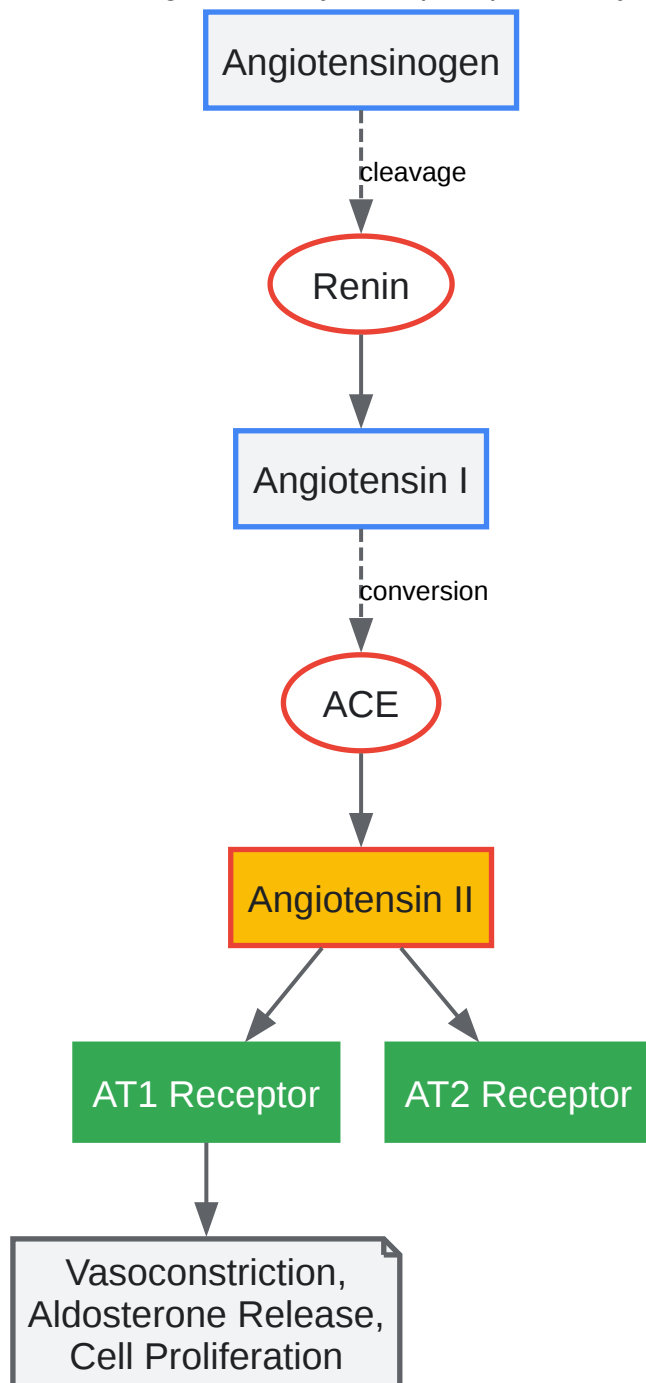 Angiotensinogen
cleavage
Renin
Angiotensin I
conversion
ACE
Angiotensin II
AT1 Receptor
AT2 Receptor
Vasoconstriction,
Aldosterone Release,
Cell Proliferation